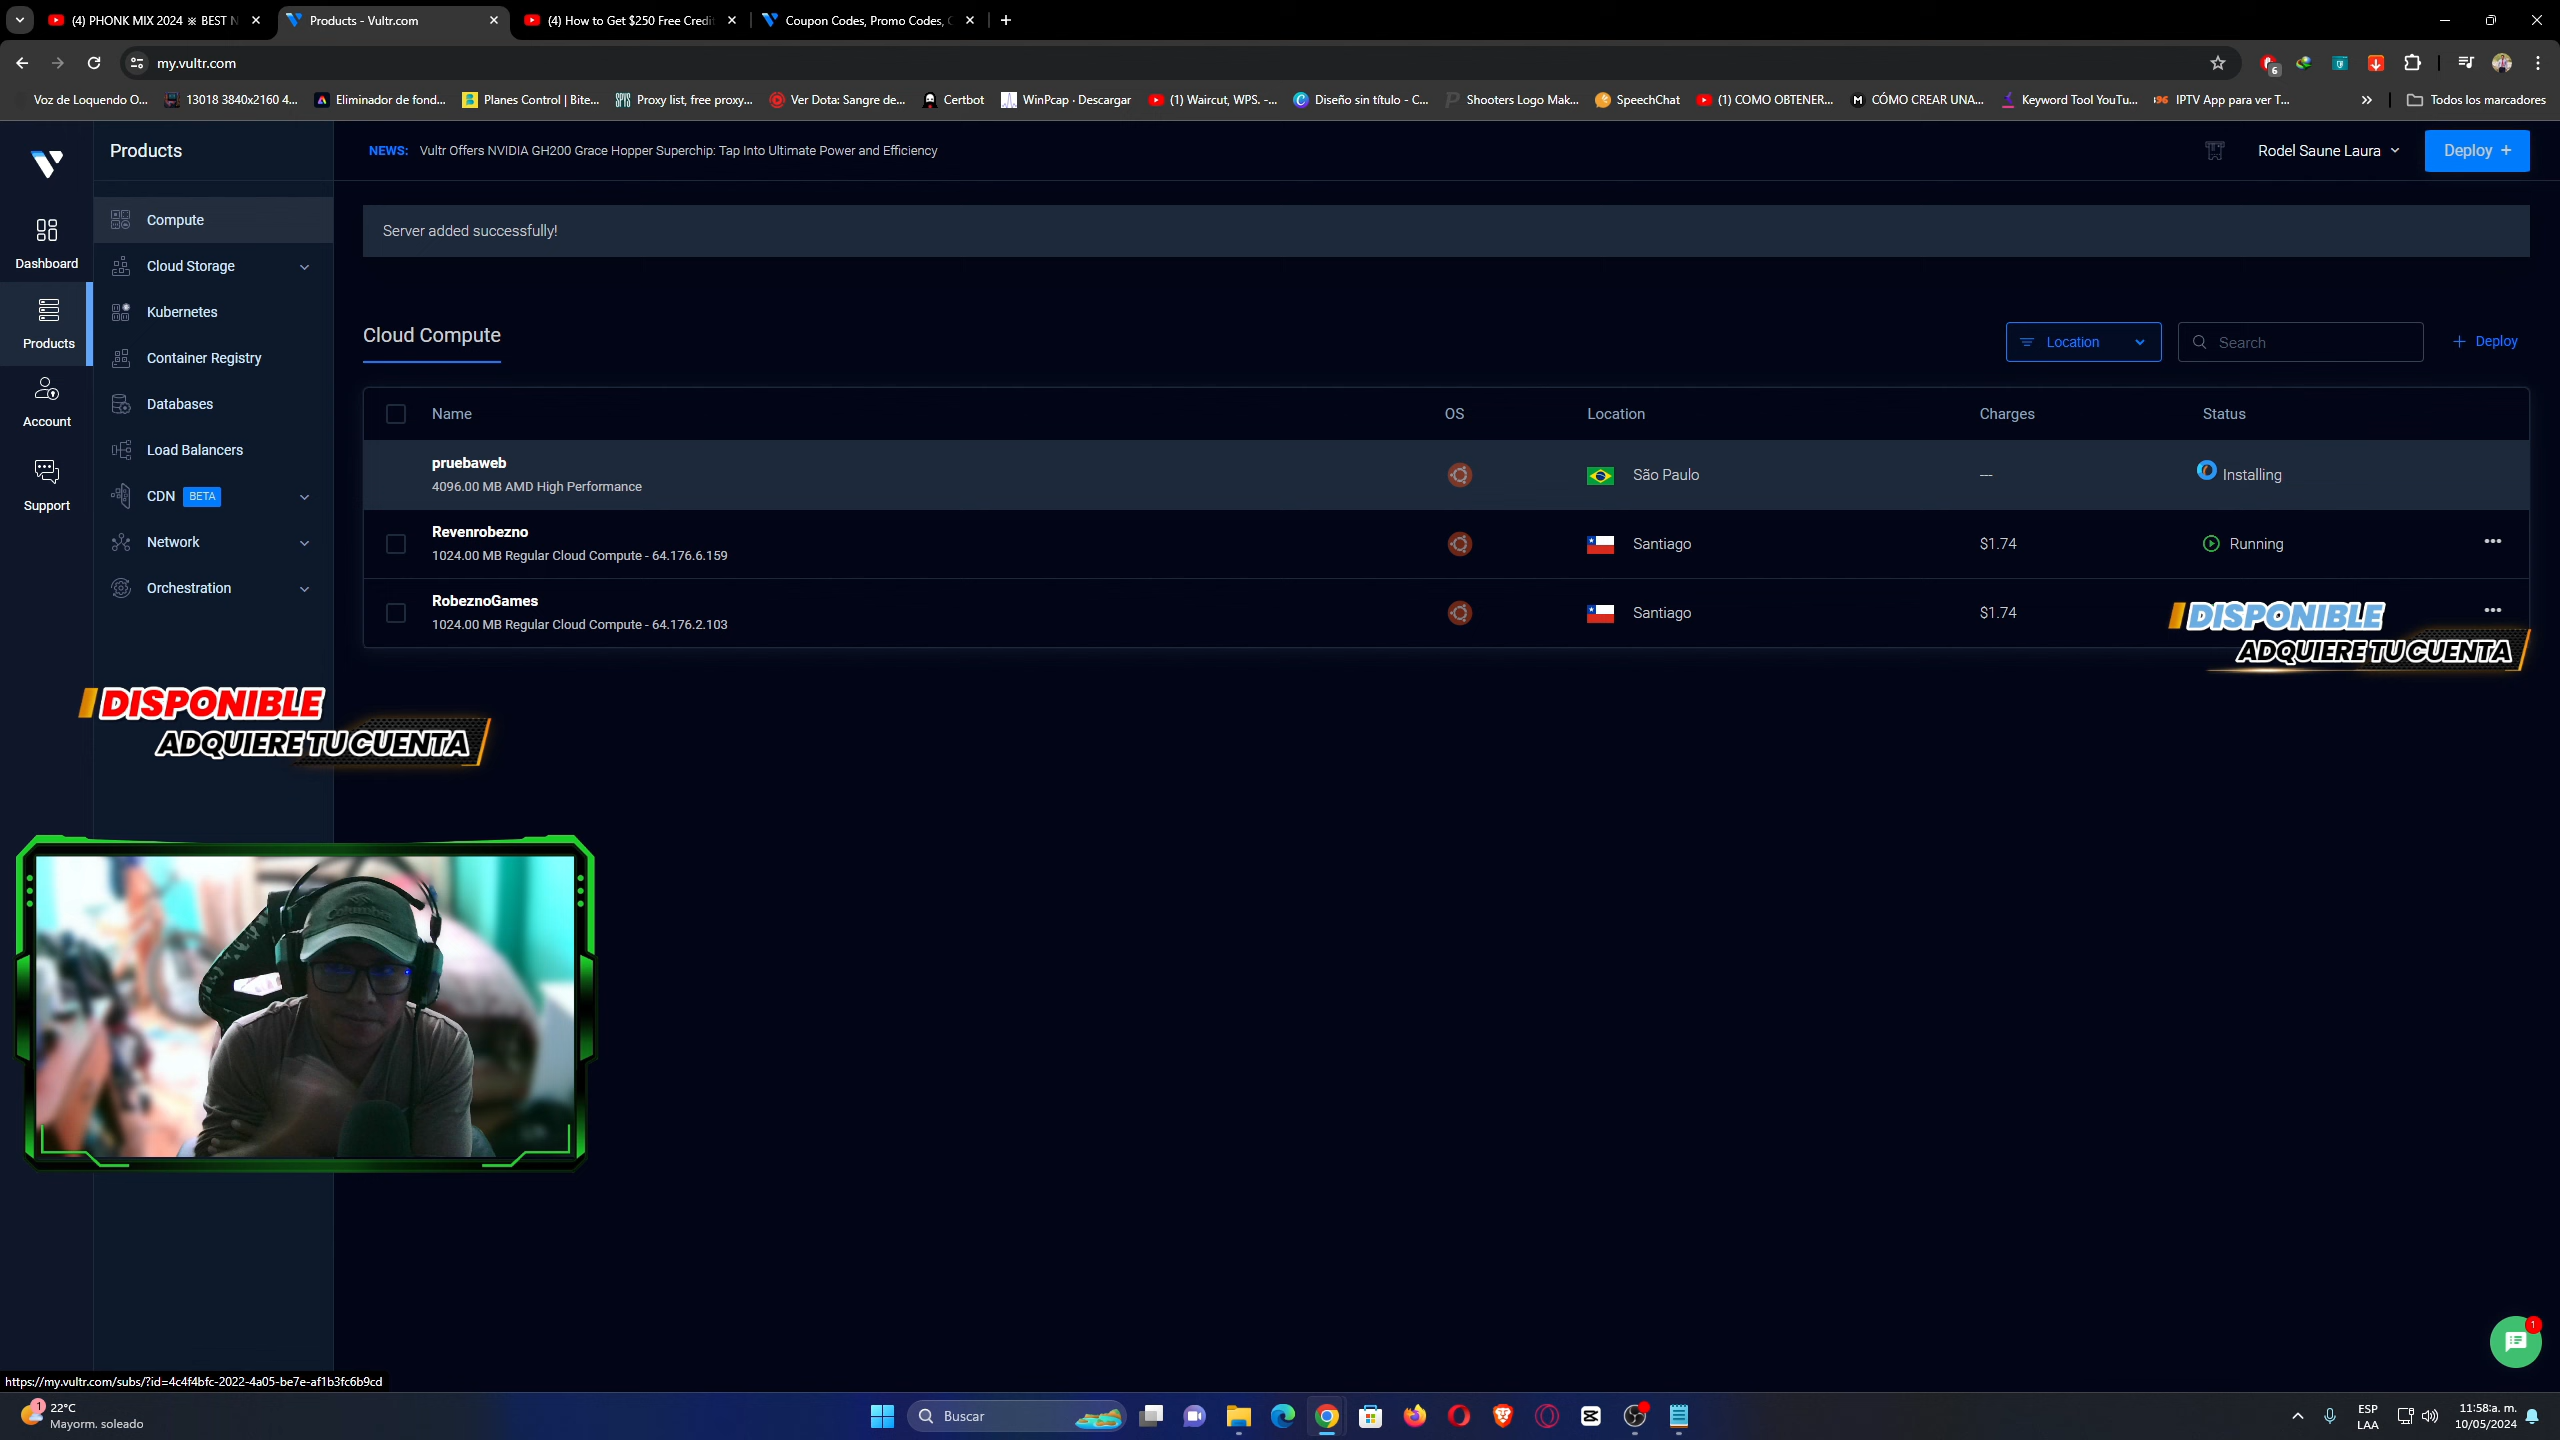 (4) PHONK MIX 2024 ※ BEST N
Products - Vultr.com
(4) How to Get $250 Free Credit
Coupon Codes, Promo Codes, C
my.vultr.com
6
Voz de Loquendo O...
13018 3840x2160 4...
Eliminador de fond...
Planes Control | Bite...
Proxy list, free proxy...
Ver Dota: Sangre de...
Certbot
WinPcap · Descargar
(1) Waircut, WPS. -...
Diseño sin título - C...
Shooters Logo Mak...
SpeechChat
(1) COMO OBTENER...
CÓMO CREAR UNA...
Keyword Tool YouTu...
IPTV App para ver T...
Todos los marcadores
Products
NEWS: Vultr Offers NVIDIA GH200 Grace Hopper Superchip: Tap Into Ultimate Power and Efficiency
Rodel Saune Laura
Deploy +
Dashboard
Products
Account
Support
Compute
Cloud Storage
Kubernetes
Container Registry
Databases
Load Balancers
CDN BETA
Network
Orchestration
Server added successfully!
Cloud Compute
Location
Search
+ Deploy
Name OS Location Charges Status
pruebaweb
4096.00 MB AMD High Performance
São Paulo
—
Installing
Revenrobezno
1024.00 MB Regular Cloud Compute - 64.176.6.159
Santiago
$1.74
Running
RobeznoGames
1024.00 MB Regular Cloud Compute - 64.176.2.103
Santiago
$1.74
DISPONIBLE
ADQUIERE TU CUENTA
DISPONIBLE
ADQUIERE TU CUENTA
Columbia
1
https://my.vultr.com/subs/?id=4c4f4bfc-2022-4a05-be7e-af1b3fc6b9cd
1
22°C
Mayorm. soleado
Buscar
ESP
LAA
11:58 a. m.
10/05/2024